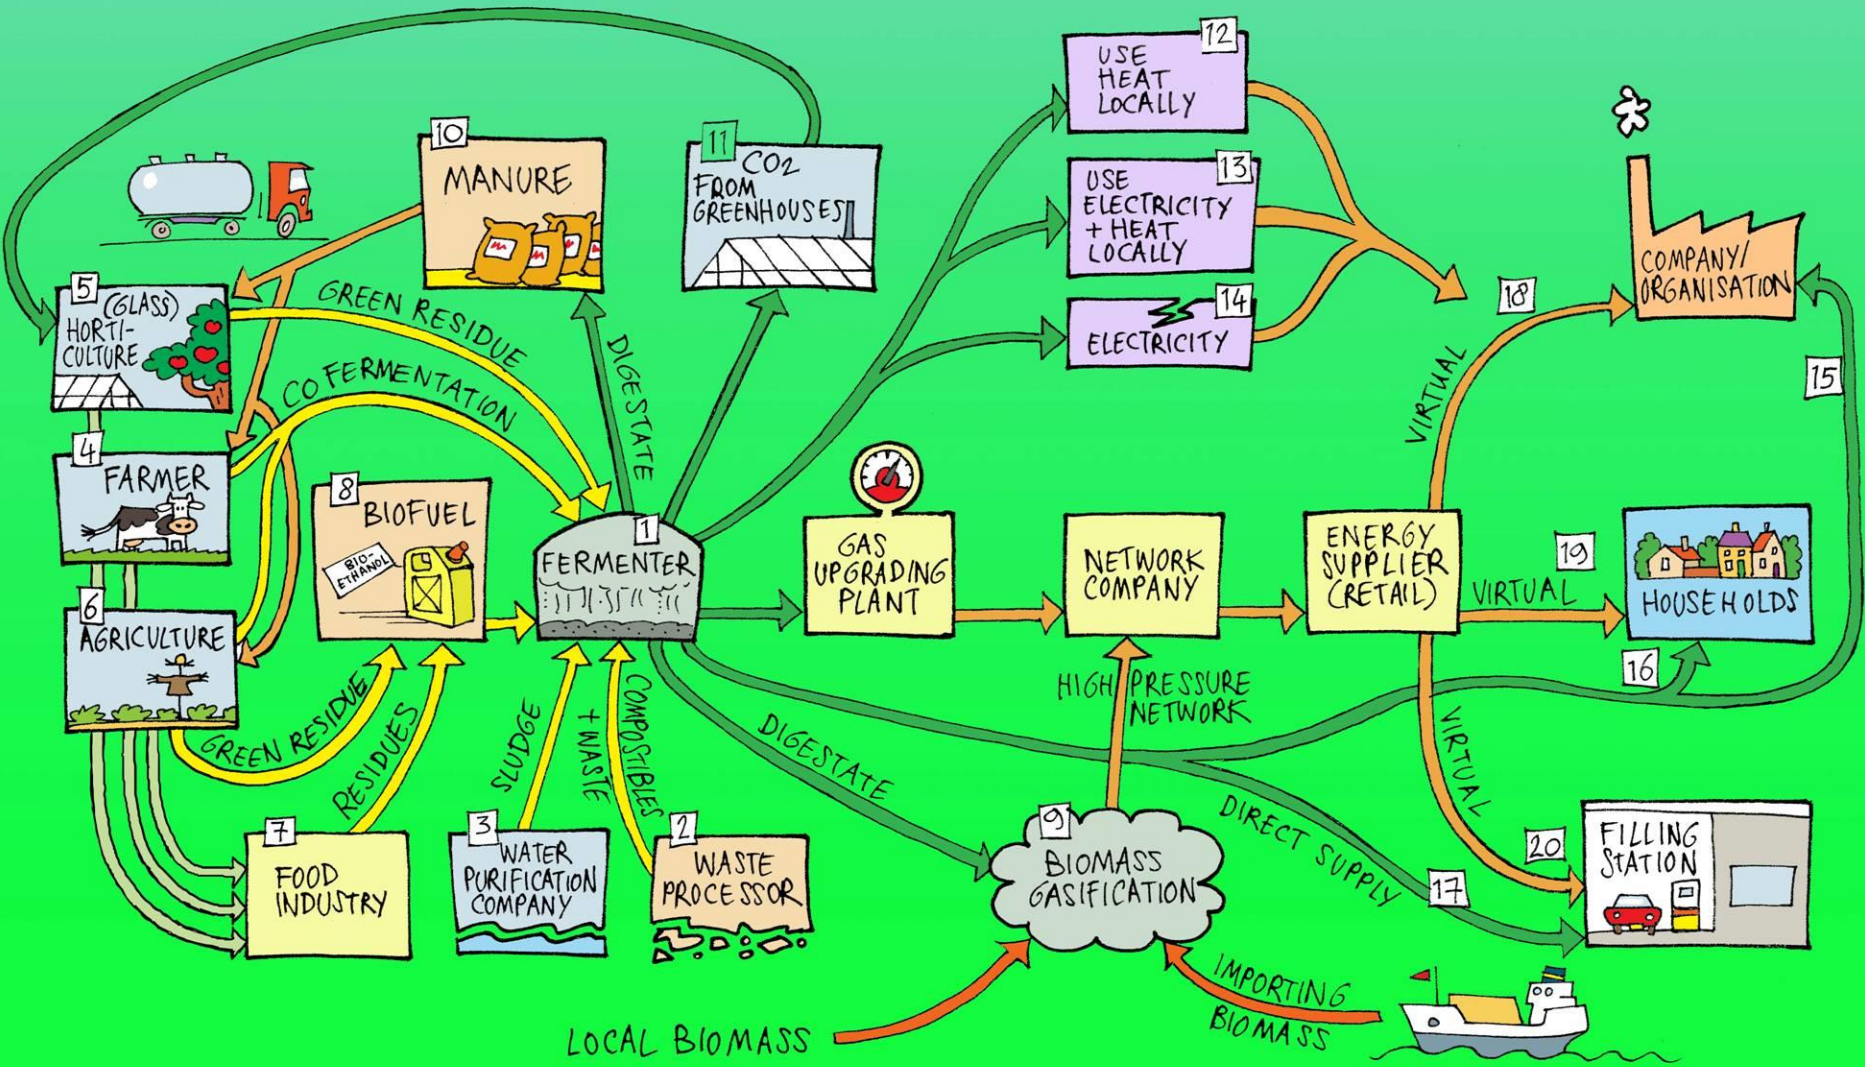 12
USE
HEAT
LOCALLY
10
MANURE
11
CO2
FROM
GREENHOUSES
13
USE
ELECTRICITY
+ HEAT
LOCALLY
14
ELECTRICITY
5
(GLASS)
HORTI-
CULTURE
GREEN RESIDUE
CO FERMENTATION
DIGESTATE
18
COMPANY/
ORGANISATION
15
VIRTUAL
4
FARMER
8
BIOFUEL
BIO-
ETHANOL
1
FERMENTER
GAS
UPGRADING
PLANT
NETWORK
COMPANY
ENERGY
SUPPLIER
(RETAIL)
19
VIRTUAL
HOUSEHOLDS
6
AGRICULTURE
16
GREEN RESIDUE
RESIDUES
SLUDGE
COMPOSTIBLES
+ WASTE
DIGESTATE
HIGH PRESSURE
NETWORK
VIRTUAL
DIRECT SUPPLY
17
20
FILLING
STATION
7
FOOD
INDUSTRY
3
WATER
PURIFICATION
COMPANY
2
WASTE
PROCESSOR
9
BIOMASS
GASIFICATION
LOCAL BIOMASS
IMPORTING
BIOMASS